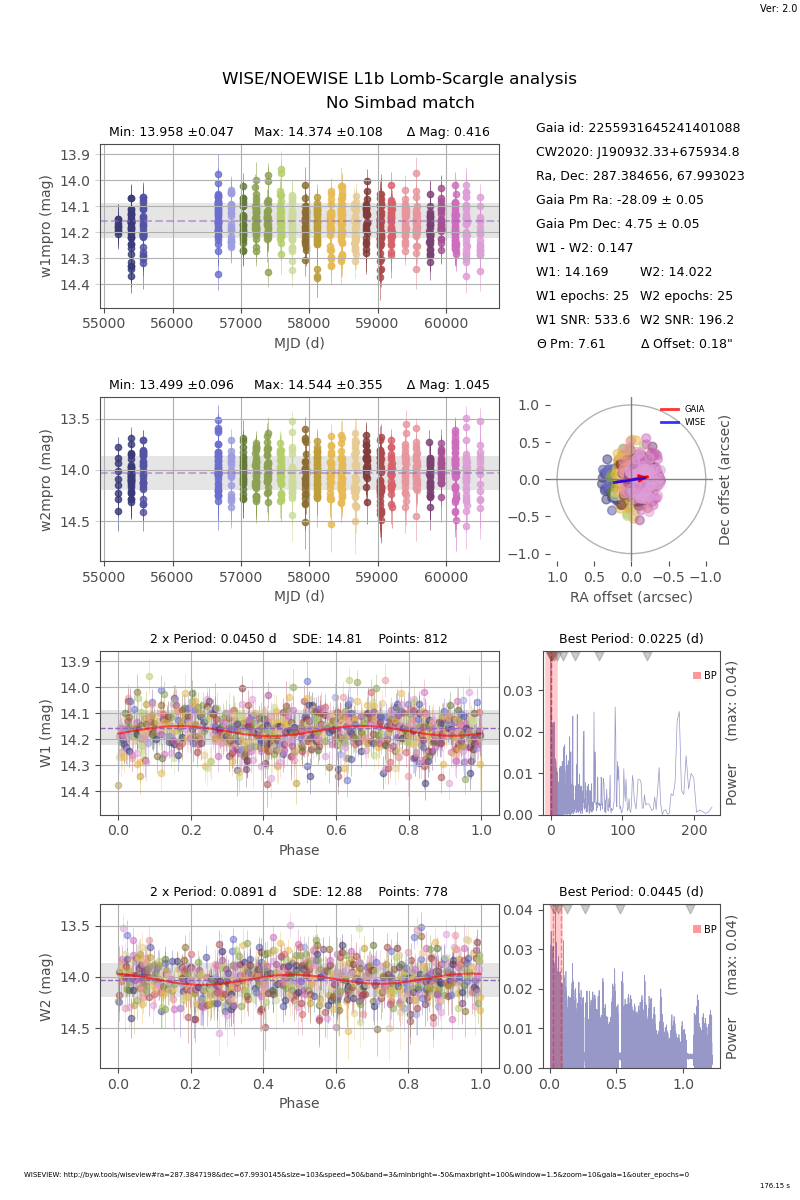 Ver: 2.0
WISE/NOEWISE L1b Lomb-Scargle analysis
No Simbad match
Min: 13.958 ±0.047 Max: 14.374 ±0.108 Δ Mag: 0.416
13.9
14.0
14.1
14.2
14.3
14.4
w1mpro (mag)
55000 56000 57000 58000 59000 60000
MJD (d)
Gaia id: 2255931645241401088
CW2020: J190932.33+675934.8
Ra, Dec: 287.384656, 67.993023
Gaia Pm Ra: -28.09 ± 0.05
Gaia Pm Dec: 4.75 ± 0.05
W1 - W2: 0.147
W1: 14.169 W2: 14.022
W1 epochs: 25 W2 epochs: 25
W1 SNR: 533.6 W2 SNR: 196.2
Θ Pm: 7.61 Δ Offset: 0.18"
Min: 13.499 ±0.096 Max: 14.544 ±0.355 Δ Mag: 1.045
13.5
14.0
14.5
w2mpro (mag)
55000 56000 57000 58000 59000 60000
MJD (d)
1.0
0.5
0.0
−0.5
−1.0
GAIA
WISE
Dec offset (arcsec)
1.0 0.5 0.0 −0.5 −1.0
RA offset (arcsec)
2 x Period: 0.0450 d SDE: 14.81 Points: 812
13.9
14.0
14.1
14.2
14.3
14.4
W1 (mag)
0.0 0.2 0.4 0.6 0.8 1.0
Phase
Best Period: 0.0225 (d)
0.03
0.02
0.01
0.00
BP
Power (max: 0.04)
0 100 200
2 x Period: 0.0891 d SDE: 12.88 Points: 778
13.5
14.0
14.5
W2 (mag)
0.0 0.2 0.4 0.6 0.8 1.0
Phase
Best Period: 0.0445 (d)
0.04
0.03
0.02
0.01
0.00
BP
Power (max: 0.04)
0.0 0.5 1.0
WISEVIEW: http://byw.tools/wiseview#ra=287.3847198&dec=67.9930145&size=103&speed=50&band=3&minbright=-50&maxbright=100&window=1.5&zoom=10&gaia=1&outer_epochs=0
176.15 s